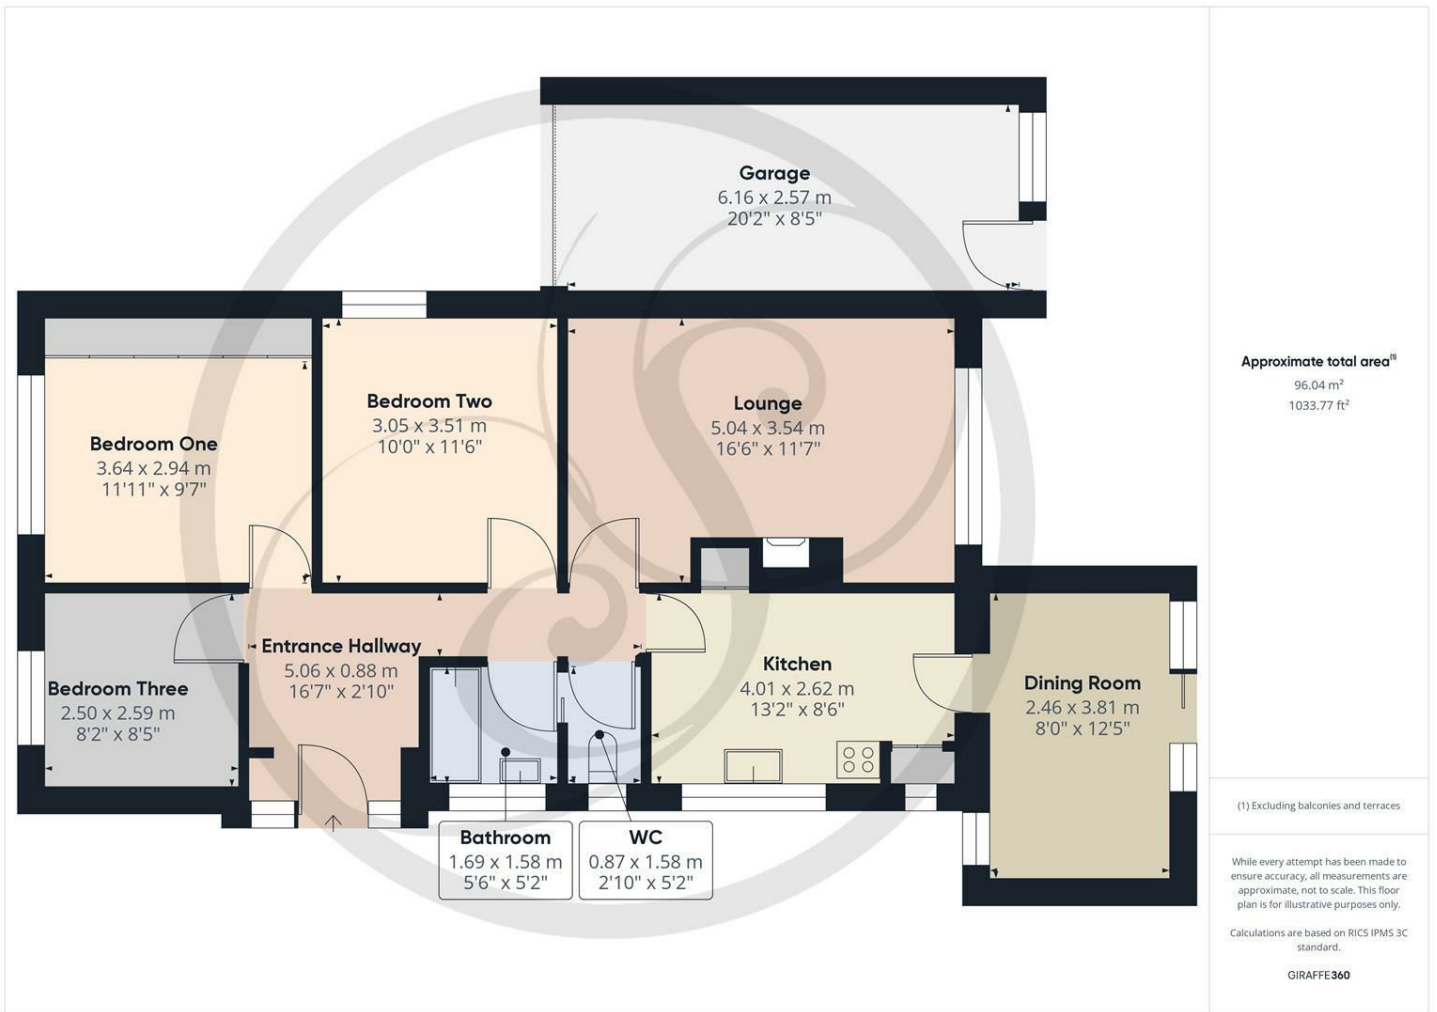 Garage
6.16 x 2.57 m
20'2" x 8'5"
Bedroom One
3.64 x 2.94 m
11'11" x 9'7"
Bedroom Two
3.05 x 3.51 m
10'0" x 11'6"
Lounge
5.04 x 3.54 m
16'6" x 11'7"
Bedroom Three
2.50 x 2.59 m
8'2" x 8'5"
Entrance Hallway
5.06 x 0.88 m
16'7" x 2'10"
Kitchen
4.01 x 2.62 m
13'2" x 8'6"
Dining Room
2.46 x 3.81 m
8'0" x 12'5"
Bathroom
1.69 x 1.58 m
5'6" x 5'2"
WC
0.87 x 1.58 m
2'10" x 5'2"
Approximate total area⁽¹⁾
96.04 m²
1033.77 ft²
(1) Excluding balconies and terraces
While every attempt has been made to
ensure accuracy, all measurements are
approximate, not to scale. This floor
plan is for illustrative purposes only.
Calculations are based on RICS IPMS 3C
standard.
GIRAFFE360